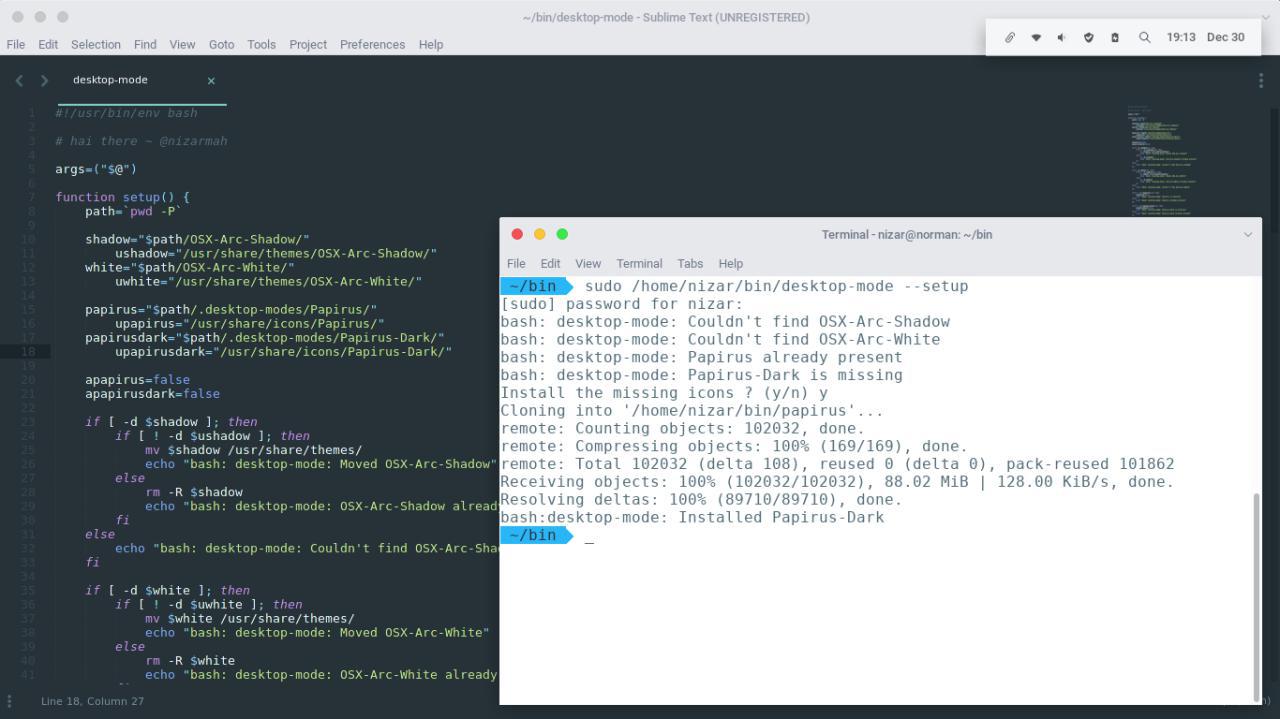 ~/bin/desktop-mode - Sublime Text (UNREGISTERED)
File Edit Selection Find View Goto Tools Project Preferences Help
19:13 Dec 30
desktop-mode ×
1 #!/usr/bin/env bash
2
3 # hai there ~ @nizarmah
4
5 args=("$@")
6
7 function setup() {
8 path=`pwd -P`
9
10 shadow="$path/OSX-Arc-Shadow/"
11 ushadow="/usr/share/themes/OSX-Arc-Shadow/"
12 white="$path/OSX-Arc-White/"
13 uwhite="/usr/share/themes/OSX-Arc-White/"
14
15 papirus="$path/.desktop-modes/Papirus/"
16 upapirus="/usr/share/icons/Papirus/"
17 papirusdark="$path/.desktop-modes/Papirus-Dark/"
18 upapirusdark="/usr/share/icons/Papirus-Dark/"
19
20 apapirus=false
21 apapirusdark=false
22
23 if [ -d $shadow ]; then
24 if [ ! -d $ushadow ]; then
25 mv $shadow /usr/share/themes/
26 echo "bash: desktop-mode: Moved OSX-Arc-Shadow"
27 else
28 rm -R $shadow
29 echo "bash: desktop-mode: OSX-Arc-Shadow alread
30 fi
31 else
32 echo "bash: desktop-mode: Couldn't find OSX-Arc-Sha
33 fi
34
35 if [ -d $white ]; then
36 if [ ! -d $uwhite ]; then
37 mv $white /usr/share/themes/
38 echo "bash: desktop-mode: Moved OSX-Arc-White"
39 else
40 rm -R $white
41 echo "bash: desktop-mode: OSX-Arc-White already
Line 18, Column 27
Terminal - nizar@norman: ~/bin
File Edit View Terminal Tabs Help
~/bin sudo /home/nizar/bin/desktop-mode --setup
[sudo] password for nizar:
bash: desktop-mode: Couldn't find OSX-Arc-Shadow
bash: desktop-mode: Couldn't find OSX-Arc-White
bash: desktop-mode: Papirus already present
bash: desktop-mode: Papirus-Dark is missing
Install the missing icons ? (y/n) y
Cloning into '/home/nizar/bin/papirus'...
remote: Counting objects: 102032, done.
remote: Compressing objects: 100% (169/169), done.
remote: Total 102032 (delta 108), reused 0 (delta 0), pack-reused 101862
Receiving objects: 100% (102032/102032), 88.02 MiB | 128.00 KiB/s, done.
Resolving deltas: 100% (89710/89710), done.
bash:desktop-mode: Installed Papirus-Dark
~/bin _